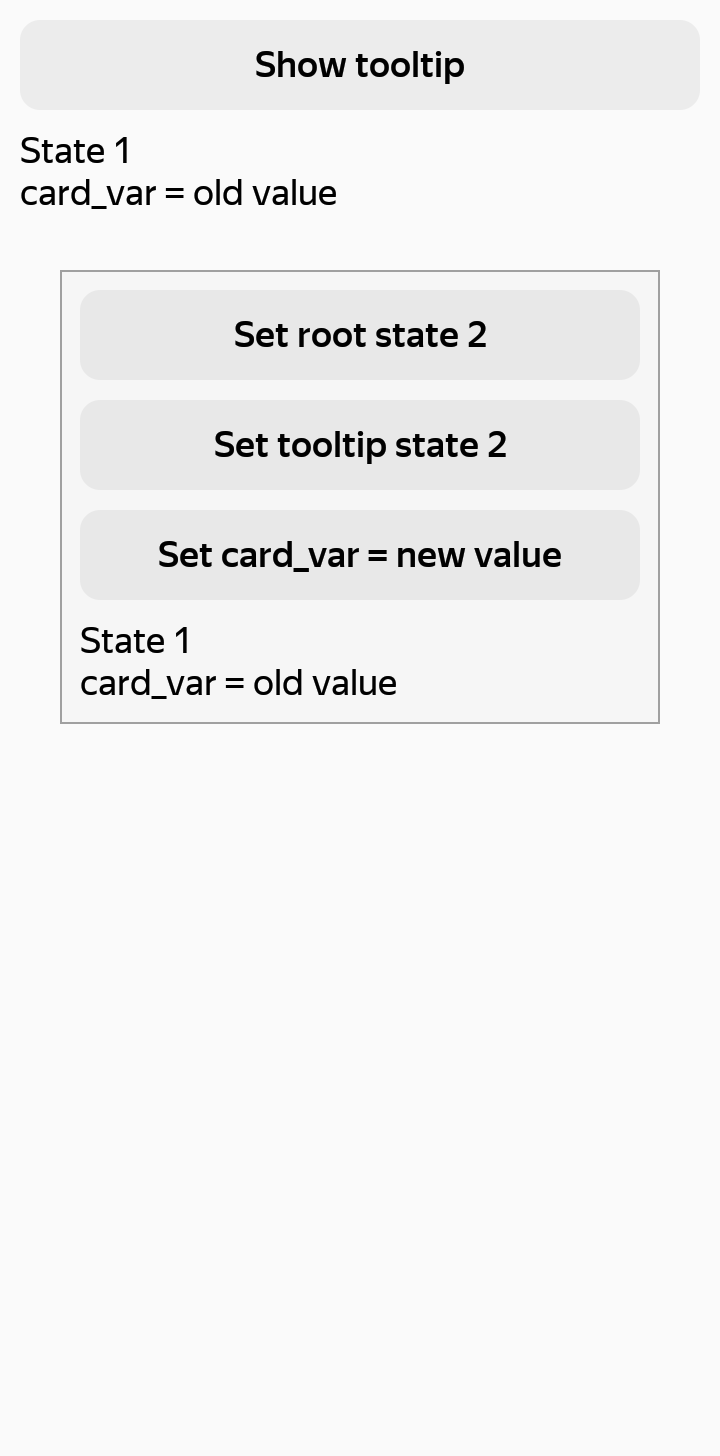 Show tooltip
State 1
card_var = old value
Set root state 2
Set tooltip state 2
Set card_var = new value
State 1
card_var = old value